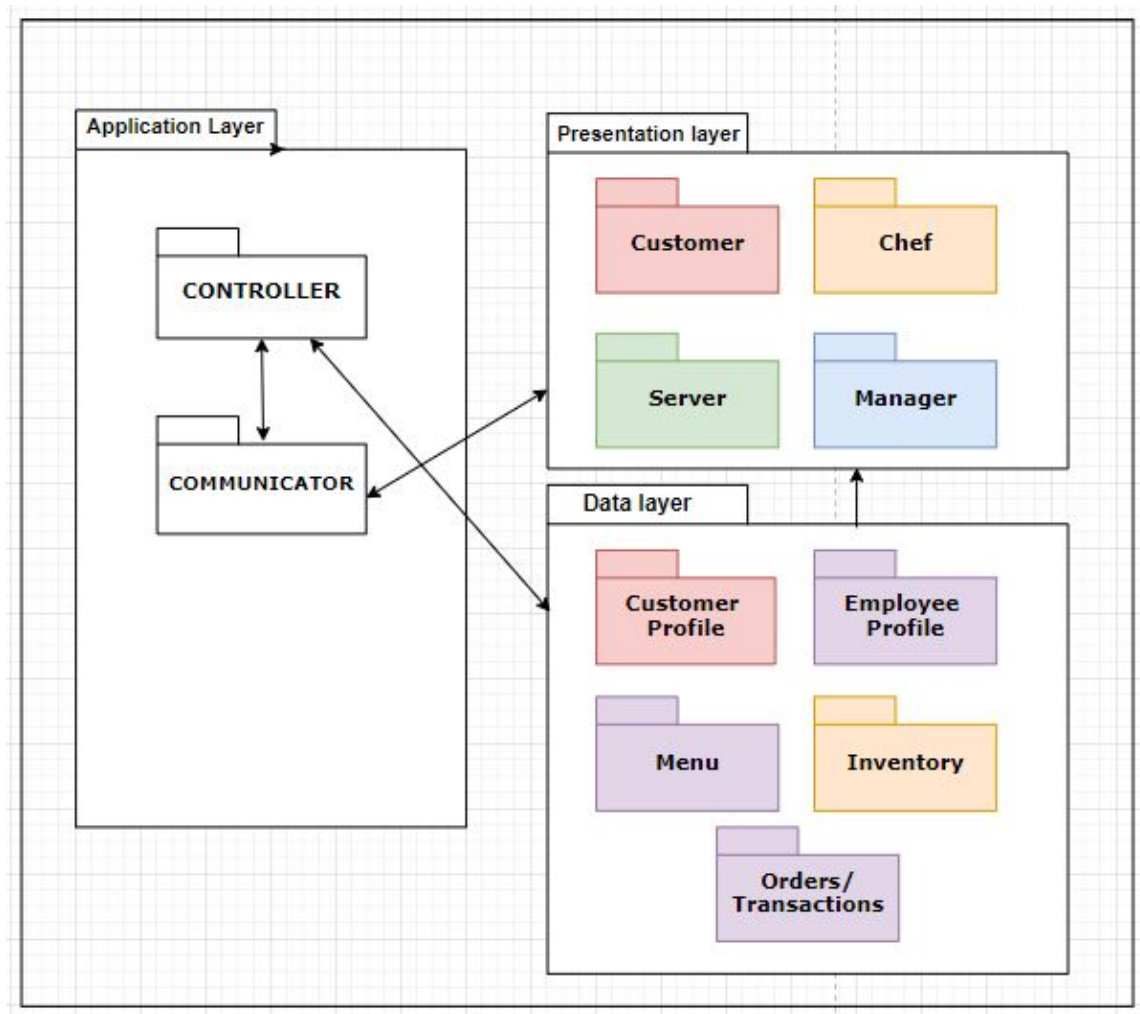 Application Layer
CONTROLLER
COMMUNICATOR
Presentation layer
Customer
Chef
Server
Manager
Data layer
Customer
Profile
Employee
Profile
Menu
Inventory
Orders/
Transactions